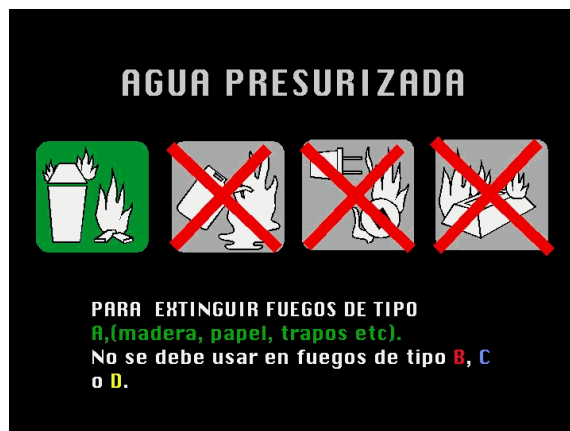 AGUA PRESURIZADA
PARA EXTINGUIR FUEGOS DE TIPO
A,(madera, papel, trapos etc).
No se debe usar en fuegos de tipo B, C
o D.